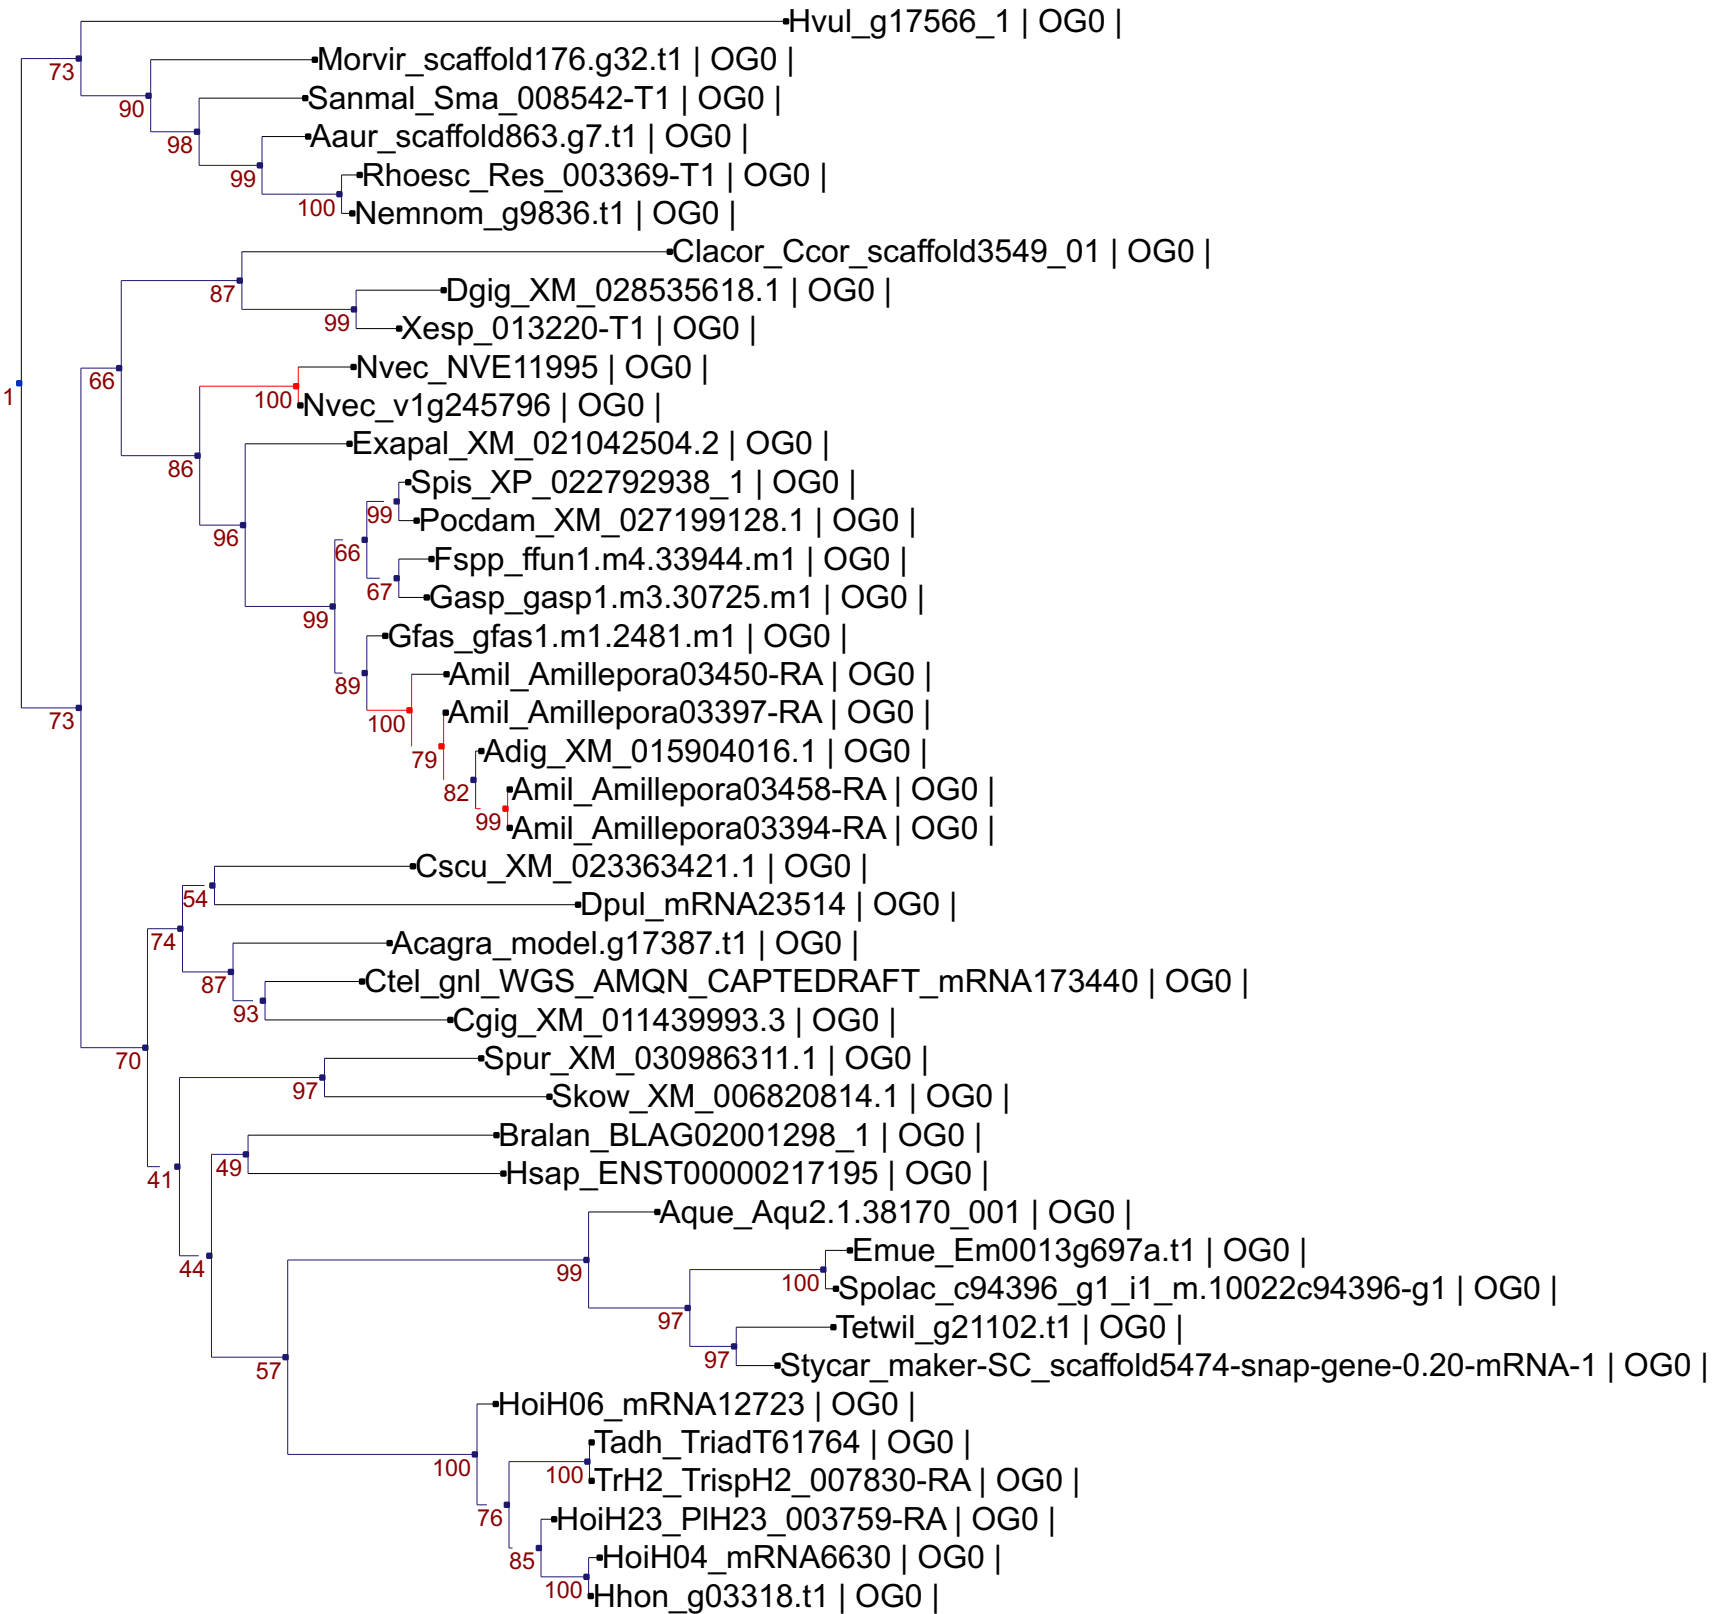 Hvul_g17566_1 | OG0 |
Morvir_scaffold176.g32.t1 | OG0 |
73
Sanmal_Sma_008542-T1 | OG0 |
90
Aaur_scaffold863.g7.t1 | OG0 |
98
Rhoesc_Res_003369-T1 | OG0 |
99
100
Nemnom_g9836.t1 | OG0 |
Clacor_Ccor_scaffold3549_01 | OG0 |
Dgig_XM_028535618.1 | OG0 |
87
Xesp_013220-T1 | OG0 |
99
Nvec_NVE11995 | OG0 |
66
1
100
Nvec_v1g245796 | OG0 |
Exapal_XM_021042504.2 | OG0 |
86
Spis_XP_022792938_1 | OG0 |
99
Pocdam_XM_027199128.1 | OG0 |
96
66
Fspp_ffun1.m4.33944.m1 | OG0 |
67
Gasp_gasp1.m3.30725.m1 | OG0 |
99
Gfas_gfas1.m1.2481.m1 | OG0 |
Amil_Amillepora03450-RA | OG0 |
89
Amil_Amillepora03397-RA | OG0 |
73
100
Adig_XM_015904016.1 | OG0 |
79
Amil_Amillepora03458-RA | OG0 |
82
99
Amil_Amillepora03394-RA | OG0 |
Cscu_XM_023363421.1 | OG0 |
54
Dpul_mRNA23514 | OG0 |
74
Acagra_model.g17387.t1 | OG0 |
87
Ctel_gnl_WGS_AMQN_CAPTEDRAFT_mRNA173440 | OG0 |
93
Cgig_XM_011439993.3 | OG0 |
70
Spur_XM_030986311.1 | OG0 |
97
Skow_XM_006820814.1 | OG0 |
Bralan_BLAG02001298_1 | OG0 |
49
Hsap_ENST00000217195 | OG0 |
41
Aque_Aqu2.1.38170_001 | OG0 |
Emue_Em0013g697a.t1 | OG0 |
44
99
100
Spolac_c94396_g1_i1_m.10022c94396-g1 | OG0 |
97
Tetwil_g21102.t1 | OG0 |
97
57
Stycar_maker-SC_scaffold5474-snap-gene-0.20-mRNA-1 | OG0 |
HoiH06_mRNA12723 | OG0 |
Tadh_TriadT61764 | OG0 |
100
100
TrH2_TrispH2_007830-RA | OG0 |
76
HoiH23_PlH23_003759-RA | OG0 |
85
HoiH04_mRNA6630 | OG0 |
100
Hhon_g03318.t1 | OG0 |